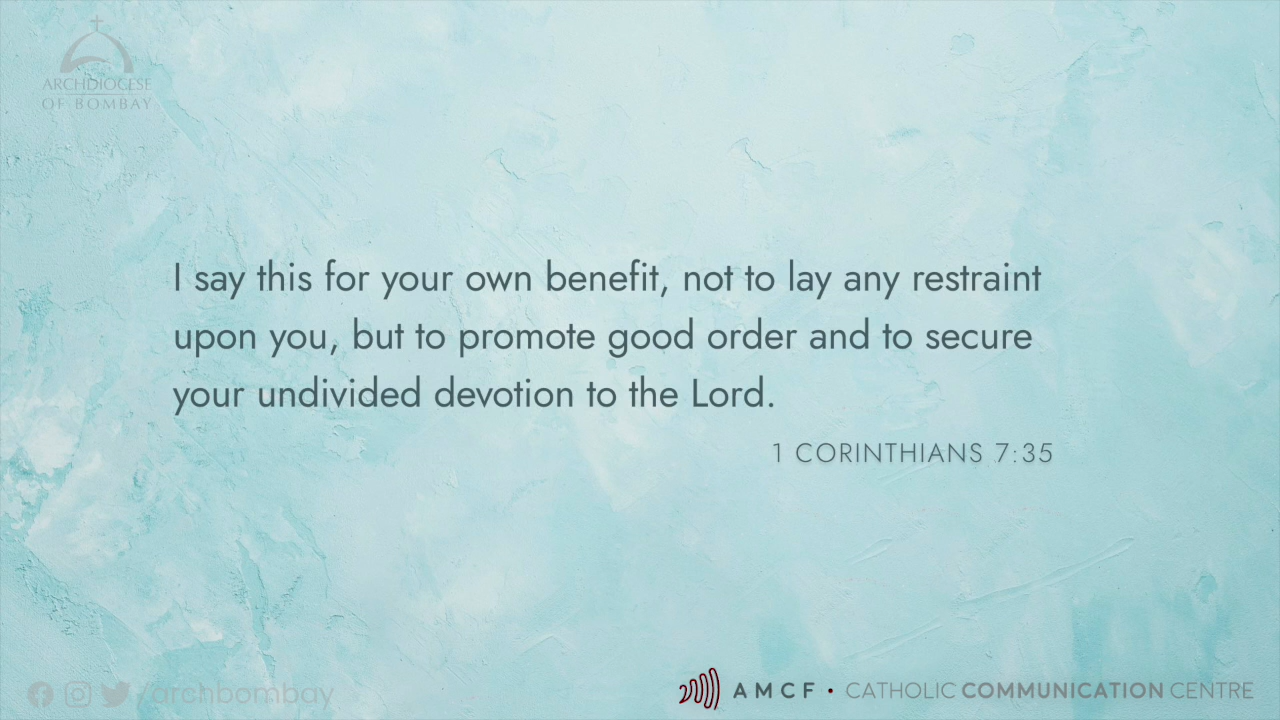 ARCHDIOCESE
OF BOMBAY
I say this for your own benefit, not to lay any restraint
upon you, but to promote good order and to secure
your undivided devotion to the Lord.
1 CORINTHIANS 7:35
/archbombay
AMCF • CATHOLIC COMMUNICATION CENTRE